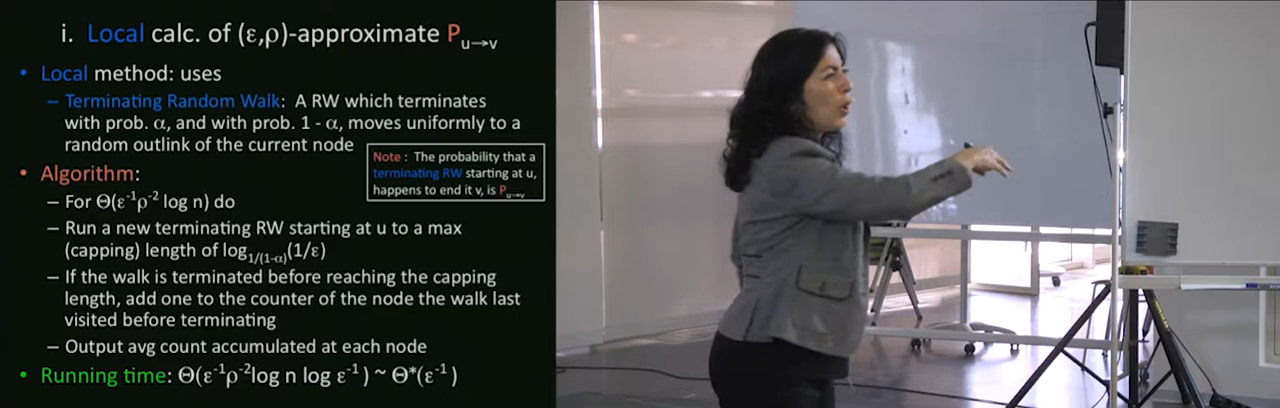 i. Local calc. of (ε,ρ)-approximate P_{u→v}
• Local method: uses
– Terminating Random Walk: A RW which terminates
with prob. α, and with prob. 1 - α, moves uniformly to a
random outlink of the current node
Note : The probability that a
terminating RW starting at u,
happens to end it v, is P_{u→v}
• Algorithm:
– For Θ(ε⁻¹ρ⁻² log n) do
– Run a new terminating RW starting at u to a max
(capping) length of log_{1/(1-α)}(1/ε)
– If the walk is terminated before reaching the capping
length, add one to the counter of the node the walk last
visited before terminating
– Output avg count accumulated at each node
• Running time: Θ(ε⁻¹ρ⁻²log n log ε⁻¹ ) ~ Θ*(ε⁻¹ )